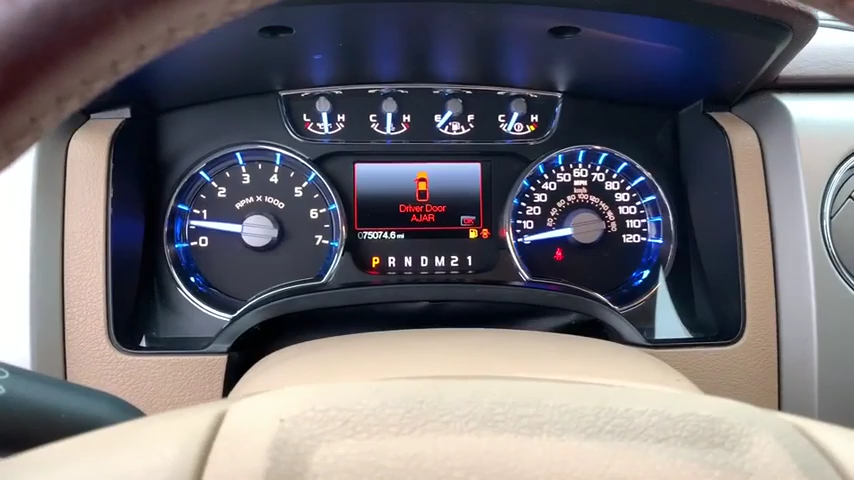 L H C H E F C H
0 1 2 3 4 5 6 7
RPM X 1000
Driver Door
AJAR
OK
075074.6 mi
P R N D M 2 1
10 20 30 40 50 60 70 80 90 100 110 120
MPH
km/h